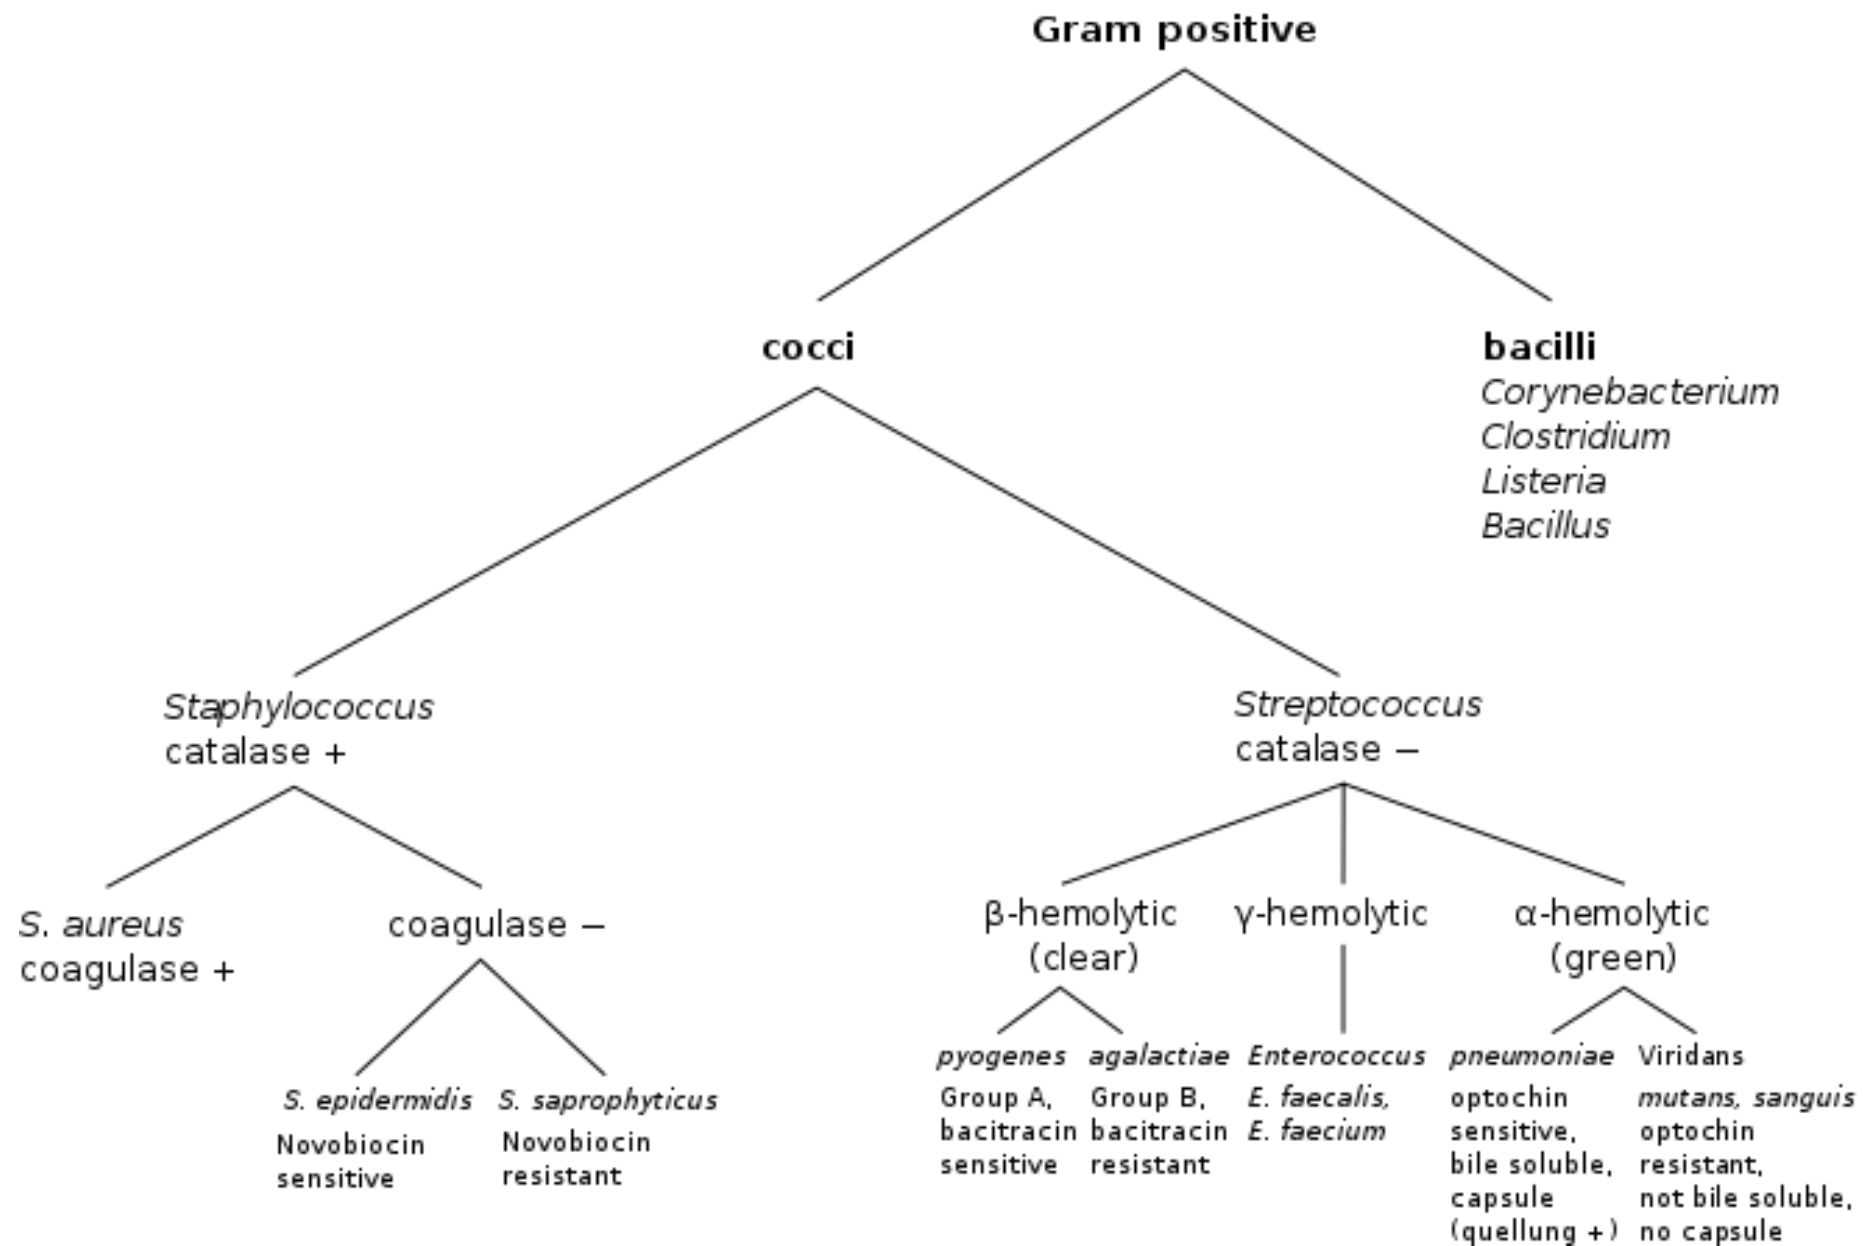 Gram positive
cocci
bacilli
Corynebacterium
Clostridium
Listeria
Bacillus
Staphylococcus
catalase +
Streptococcus
catalase −
S. aureus
coagulase +
coagulase −
S. epidermidis
Novobiocin
sensitive
S. saprophyticus
Novobiocin
resistant
β-hemolytic
(clear)
γ-hemolytic
α-hemolytic
(green)
pyogenes
Group A,
bacitracin
sensitive
agalactiae
Group B,
bacitracin
resistant
Enterococcus
E. faecalis,
E. faecium
pneumoniae
optochin
sensitive,
bile soluble,
capsule
(quellung +)
Viridans
mutans, sanguis
optochin
resistant,
not bile soluble,
no capsule